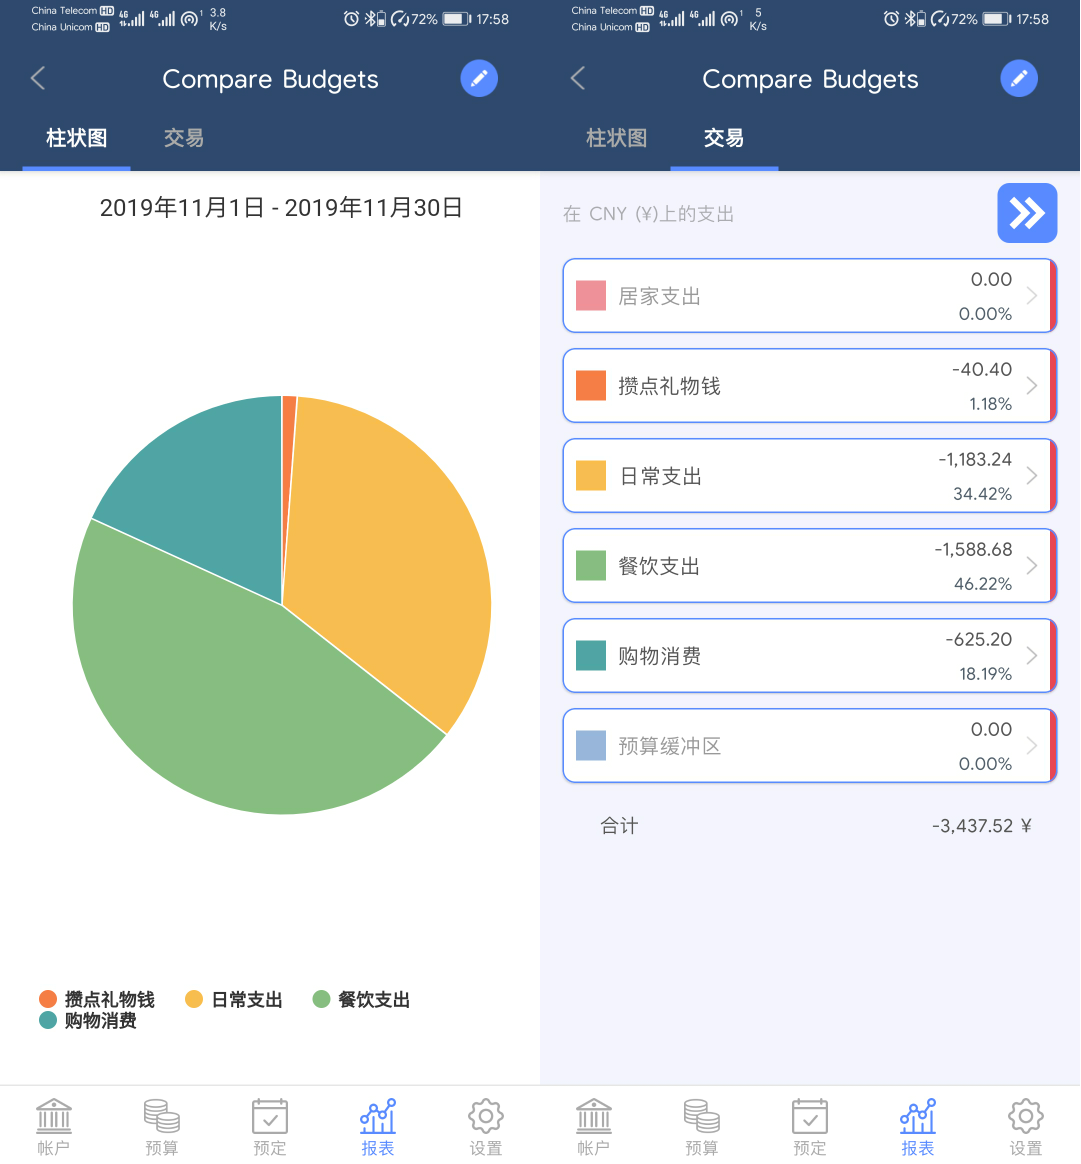 China Telecom HD 4G 4G 1 3.8 72% 17:58
China Unicom HD K/s
Compare Budgets
柱状图 交易
2019年11月1日 - 2019年11月30日
攒点礼物钱 日常支出 餐饮支出
购物消费
帐户 预算 预定 报表 设置
China Telecom HD 4G 4G 1 5 72% 17:58
China Unicom HD K/s
Compare Budgets
柱状图 交易
在 CNY (¥)上的支出
居家支出 0.00
0.00%
攒点礼物钱 -40.40
1.18%
日常支出 -1,183.24
34.42%
餐饮支出 -1,588.68
46.22%
购物消费 -625.20
18.19%
预算缓冲区 0.00
0.00%
合计 -3,437.52 ¥
帐户 预算 预定 报表 设置